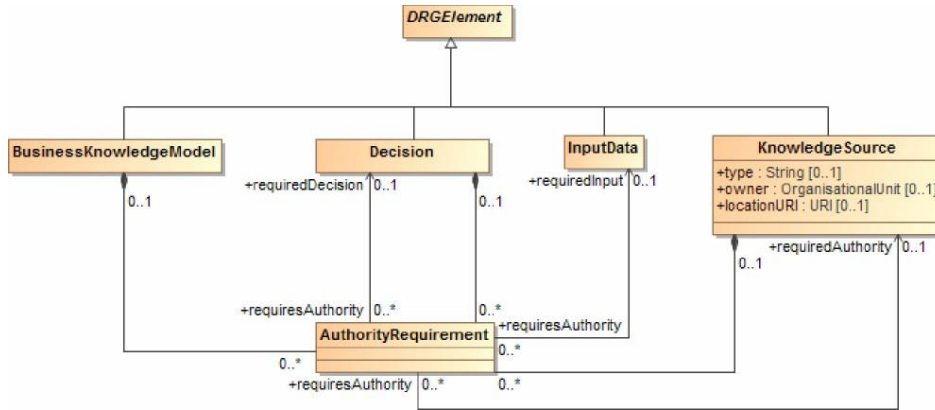 DRGElement
BusinessKnowledgeModel
Decision
InputData
KnowledgeSource
+type : String [0..1]
+owner : OrganisationalUnit [0..1]
+locationURI : URI [0..1]
0..1
+requiredDecision
0..1
0..1
+requiredInput
0..1
+requiredAuthority
0..1
0..1
+requiresAuthority
0..*
0..*
+requiresAuthority
AuthorityRequirement
0..*
0..*
+requiresAuthority
0..*
0..*